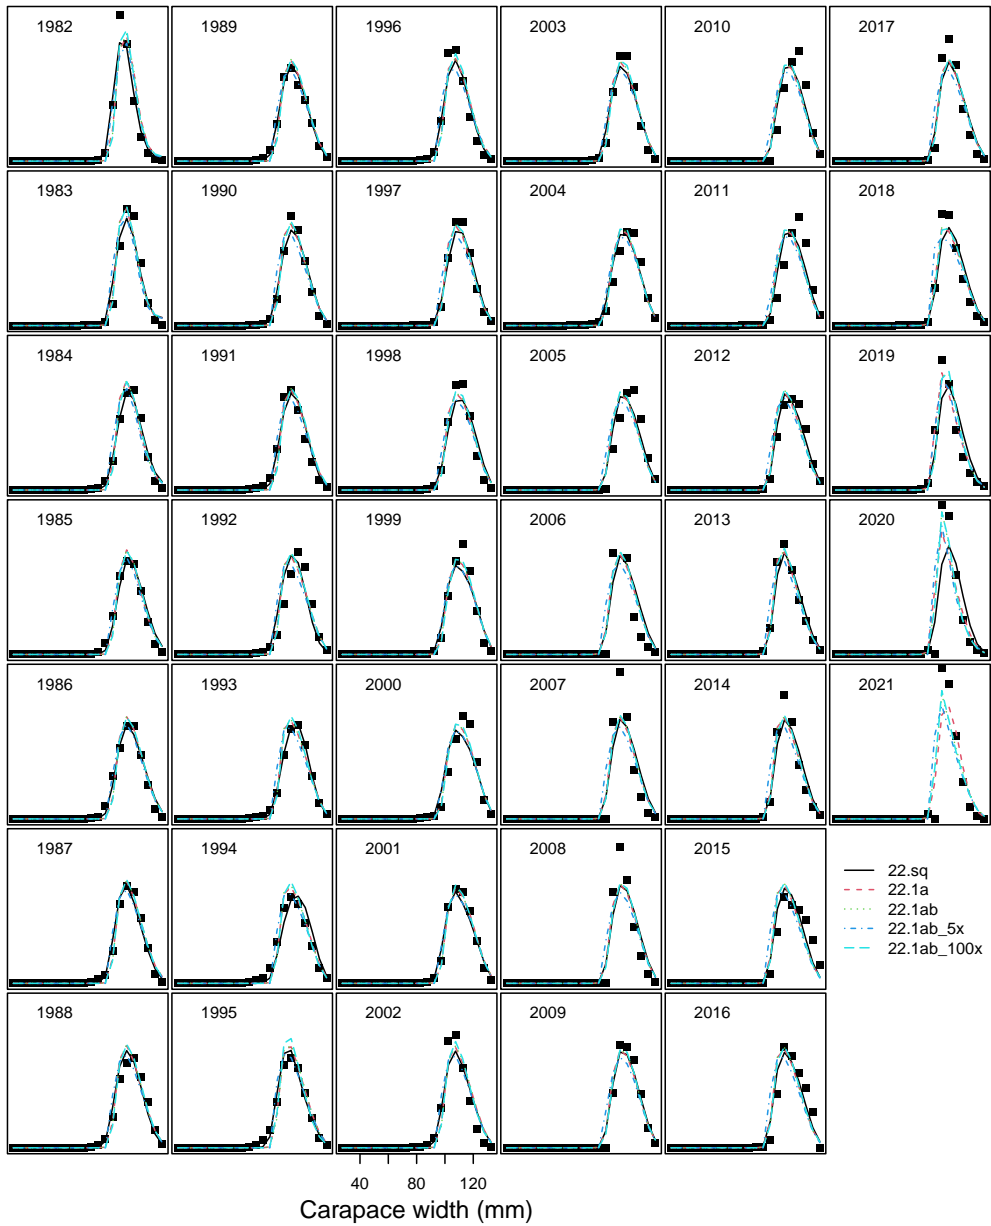 1982 1989 1996 2003 2010 2017
1983 1990 1997 2004 2011 2018
1984 1991 1998 2005 2012 2019
1985 1992 1999 2006 2013 2020
1986 1993 2000 2007 2014 2021
1987 1994 2001 2008 2015
22.sq
22.1a
22.1ab
22.1ab_5x
22.1ab_100x
1988 1995 2002 2009 2016
40 80 120
Carapace width (mm)